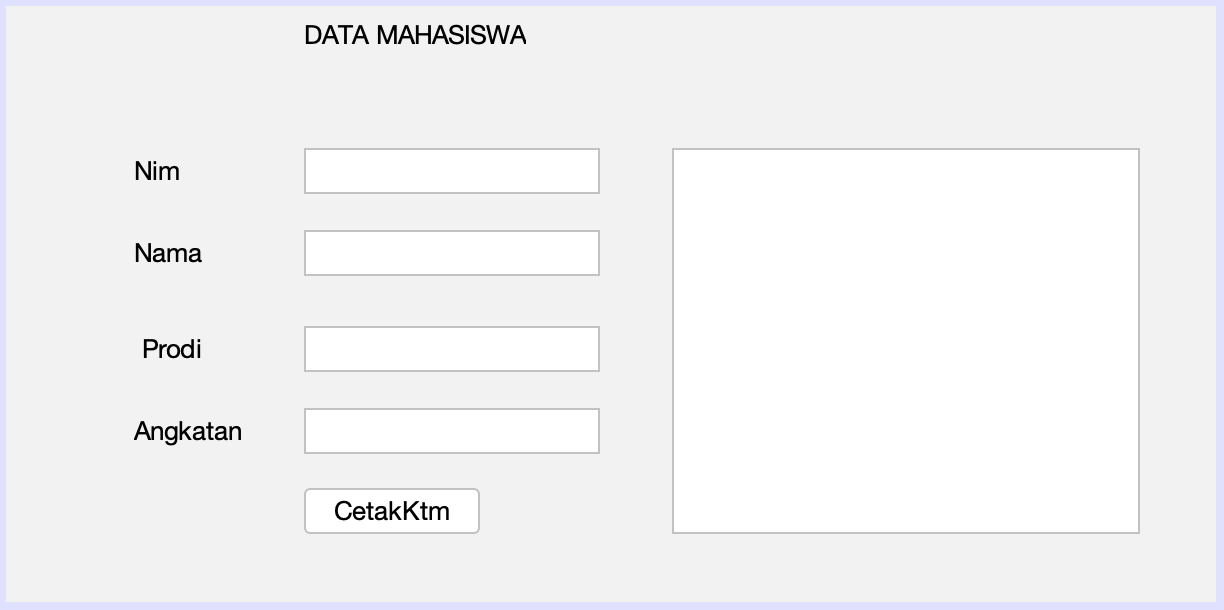 DATA MAHASISWA
Nim
Nama
Prodi
Angkatan
CetakKtm